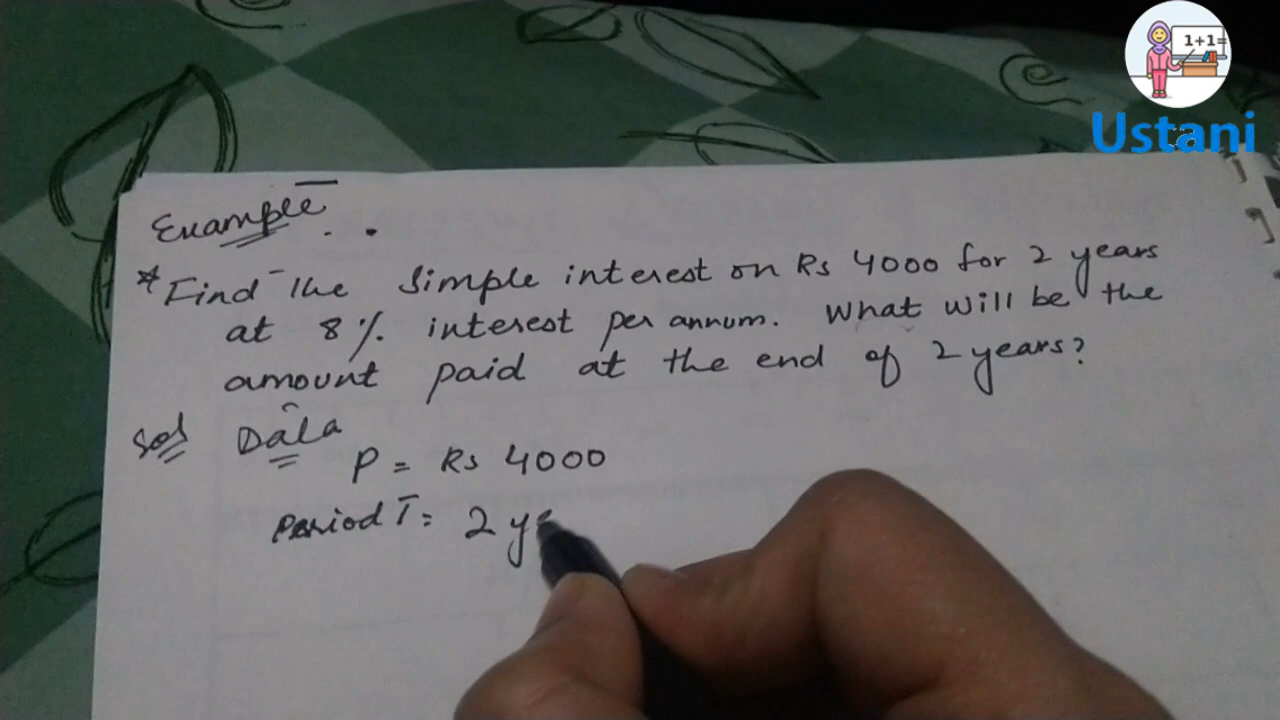 1+1=
Ustani
Example
* Find the Simple interest on Rs 4000 for 2 years
at 8% interest per annum. What will be the
amount paid at the end of 2 years?
Sol Data
P = Rs 4000
Period T = 2 ye